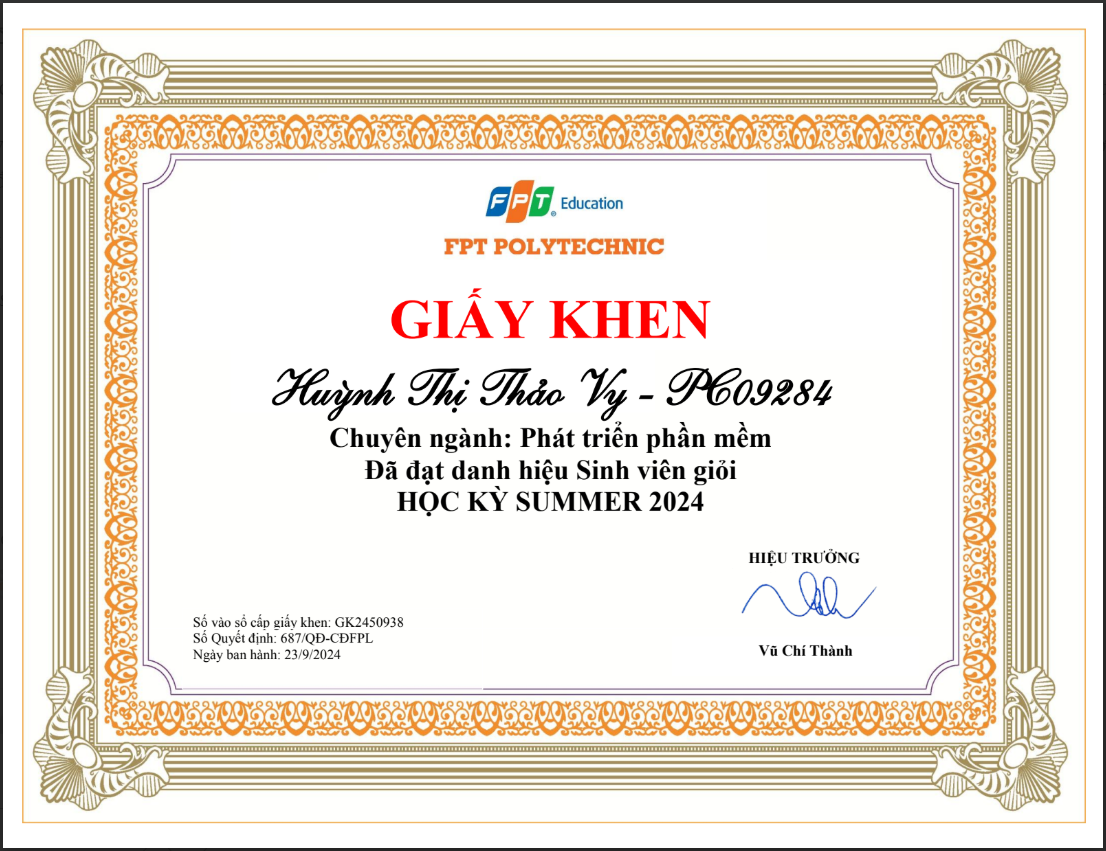 FPT Education
FPT POLYTECHNIC
GIẤY KHEN
Huỳnh Thị Thảo Vy - PC09284
Chuyên ngành: Phát triển phần mềm
Đã đạt danh hiệu Sinh viên giỏi
HỌC KỲ SUMMER 2024
HIỆU TRƯỞNG
Vũ Chí Thành
Số vào sổ cấp giấy khen: GK2450938
Số Quyết định: 687/QĐ-CĐFPL
Ngày ban hành: 23/9/2024